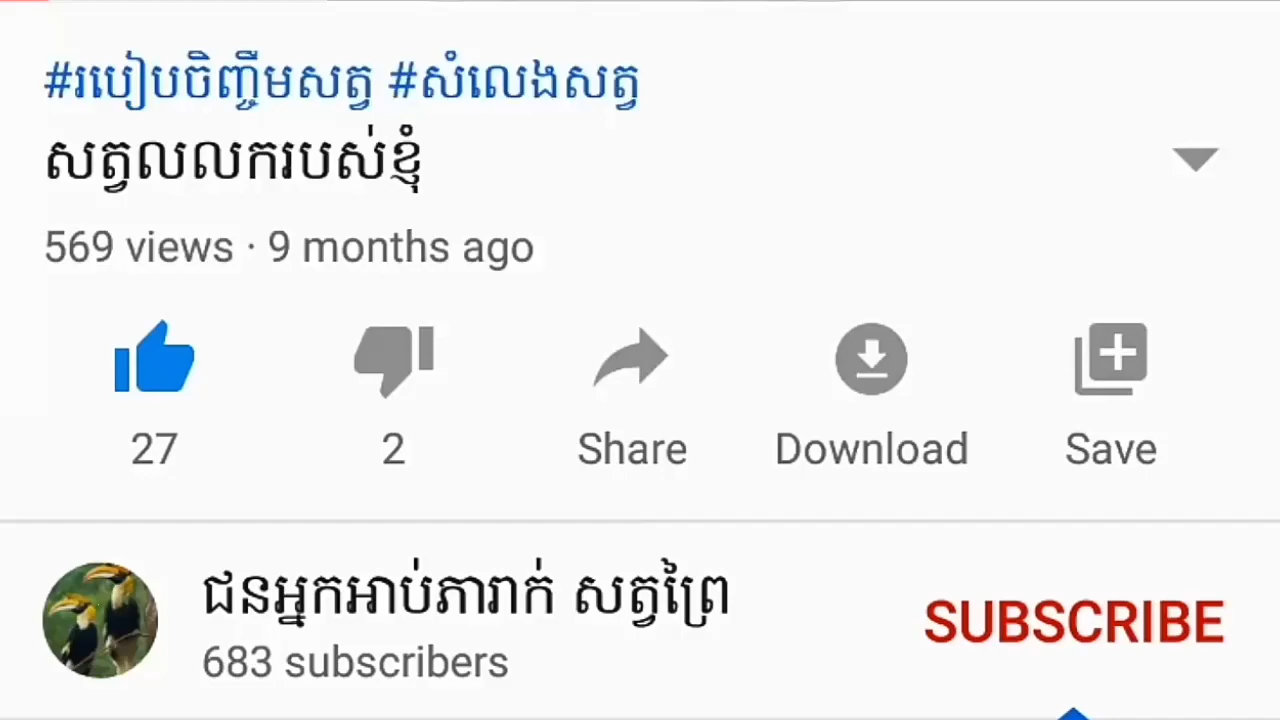 #របៀបចិញ្ចឹមសត្វ #សំលេងសត្វ
សត្វលលករបស់ខ្ញុំ
569 views · 9 months ago
27
2
Share
Download
Save
ជនអ្នកអាប់ភារាក់ សត្វព្រៃ
683 subscribers
SUBSCRIBE